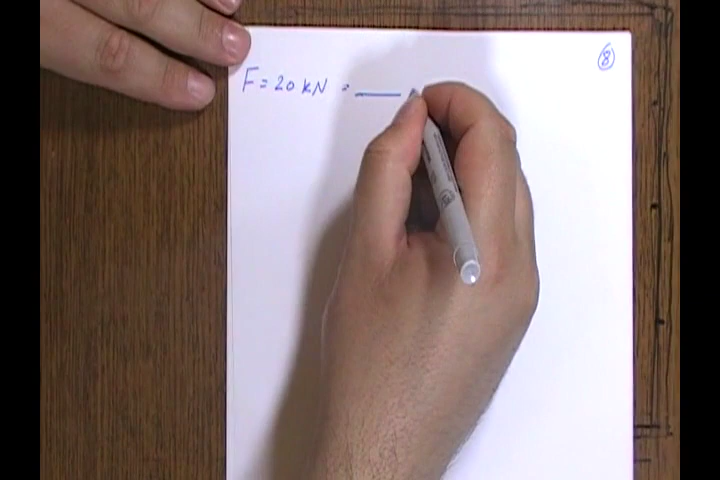 8
F = 20 kN = ____